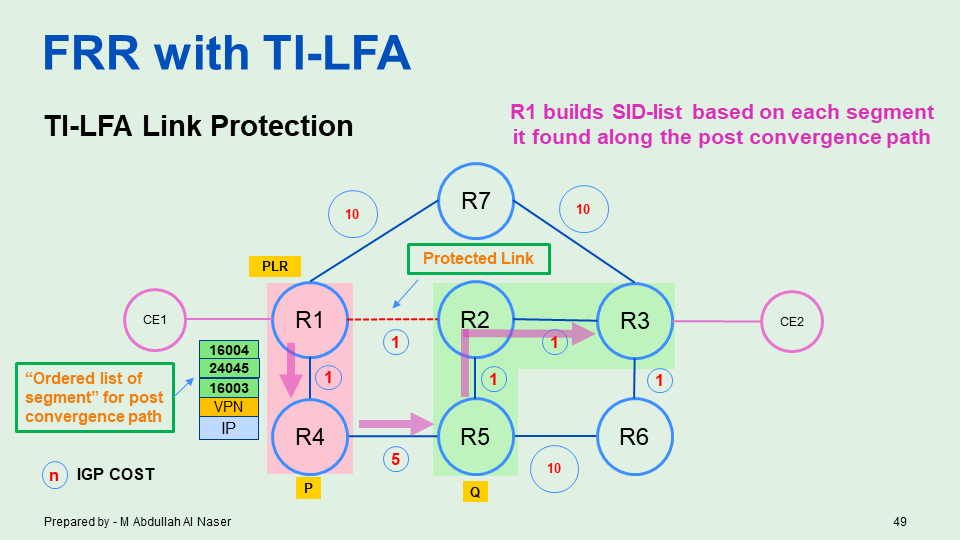 FRR with TI-LFA
TI-LFA Link Protection
R1 builds SID-list based on each segment
it found along the post convergence path
R7
10
10
Protected Link
PLR
CE1
R1
R2
R3
CE2
1
1
16004
24045
16003
VPN
IP
“Ordered list of
segment” for post
convergence path
1
1
1
R4
R5
R6
5
10
P
Q
n
IGP COST
Prepared by - M Abdullah Al Naser
49